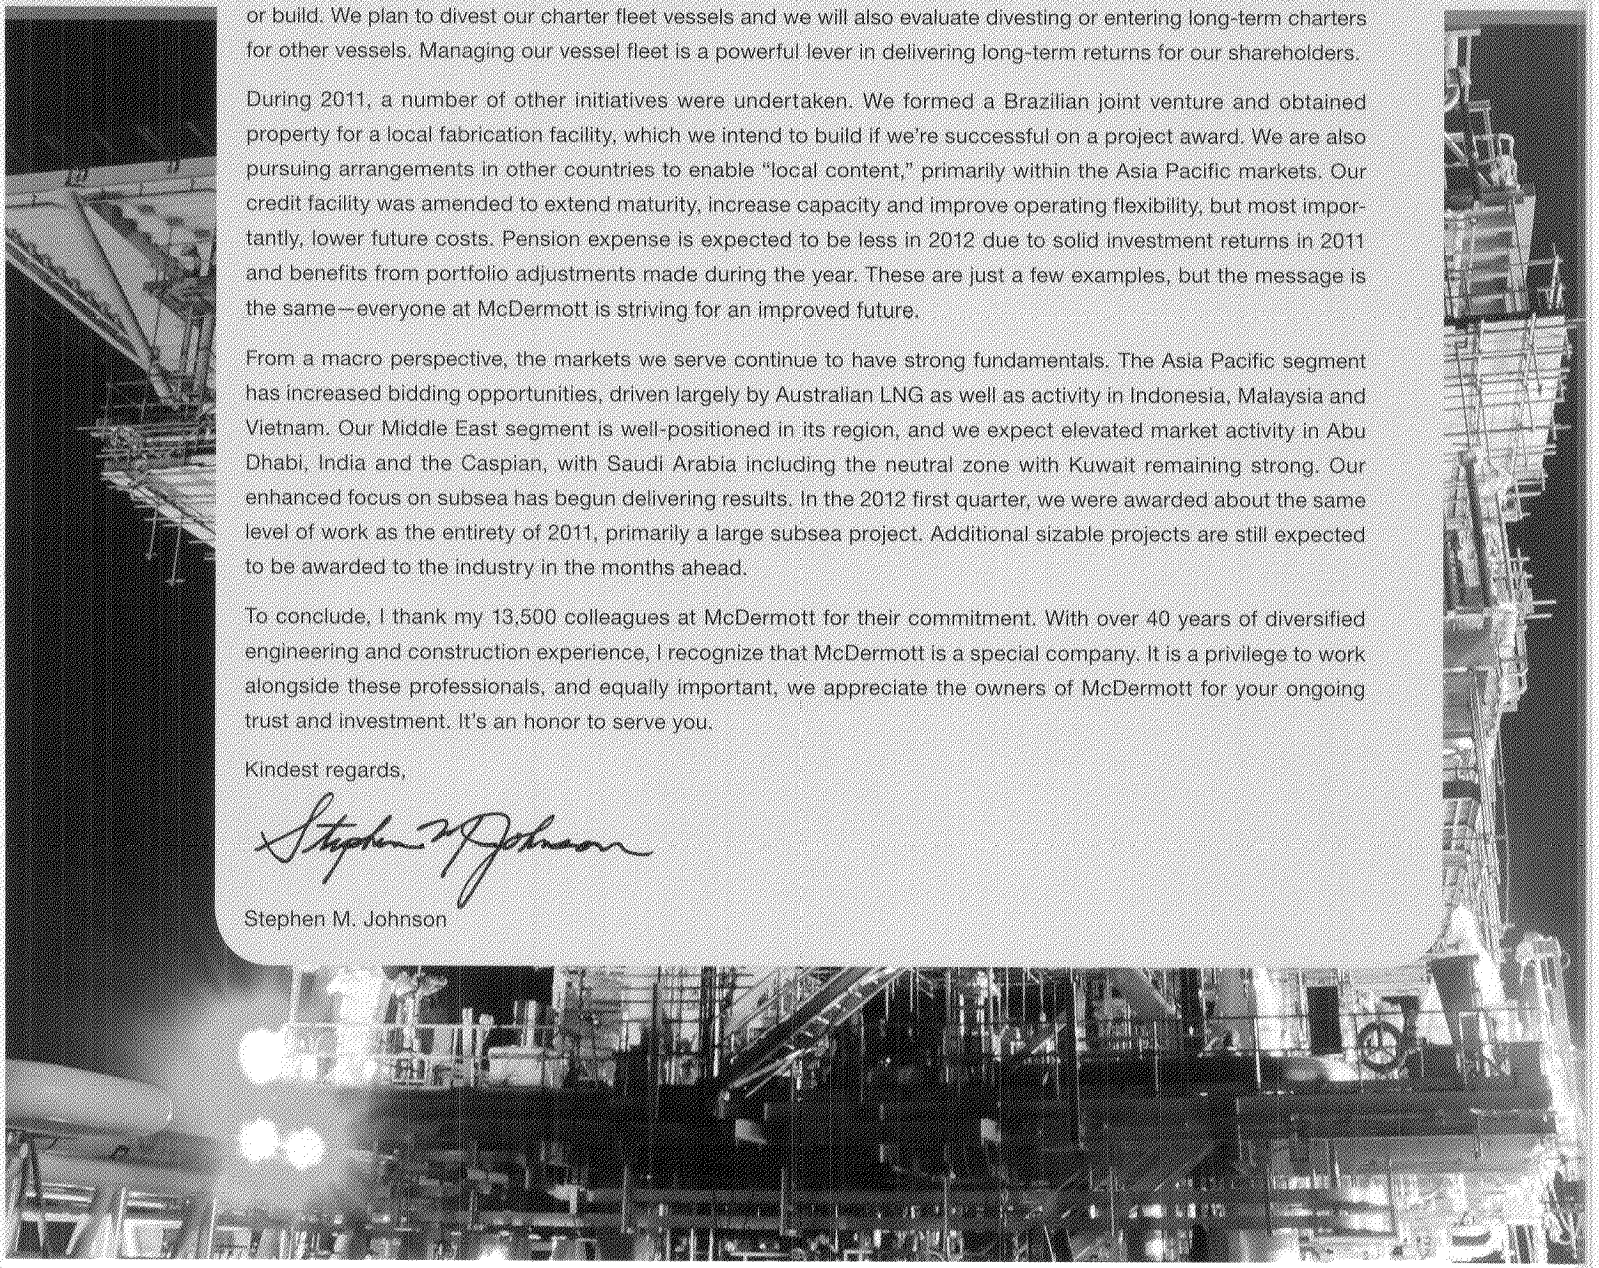 or build. We plan to divest our charter fleet vessels and we will also evaluate divesting or entering long-term charters
for other vessels. Managing our vessel fleet is a powerful lever in delivering long-term returns for our shareholders.
During 2011, a number of other initiatives were undertaken. We formed a Brazilian joint venture and obtained
property for a local fabrication facility, which we intend to build if we're successful on a project award. We are also
pursuing arrangements in other countries to enable “local content,” primarily within the Asia Pacific markets. Our
credit facility was amended to extend maturity, increase capacity and improve operating flexibility, but most impor-
tantly, lower future costs. Pension expense is expected to be less in 2012 due to solid investment returns in 2011
and benefits from portfolio adjustments made during the year. These are just a few examples, but the message is
the same—everyone at McDermott is striving for an improved future.
From a macro perspective, the markets we serve continue to have strong fundamentals. The Asia Pacific segment
has increased bidding opportunities, driven largely by Australian LNG as well as activity in Indonesia, Malaysia and
Vietnam. Our Middle East segment is well-positioned in its region, and we expect elevated market activity in Abu
Dhabi, India and the Caspian, with Saudi Arabia including the neutral zone with Kuwait remaining strong. Our
enhanced focus on subsea has begun delivering results. In the 2012 first quarter, we were awarded about the same
level of work as the entirety of 2011, primarily a large subsea project. Additional sizable projects are still expected
to be awarded to the industry in the months ahead.
To conclude, I thank my 13,500 colleagues at McDermott for their commitment. With over 40 years of diversified
engineering and construction experience, I recognize that McDermott is a special company. It is a privilege to work
alongside these professionals, and equally important, we appreciate the owners of McDermott for your ongoing
trust and investment. It's an honor to serve you.
Kindest regards,
Stephen M Johnson
Stephen M. Johnson